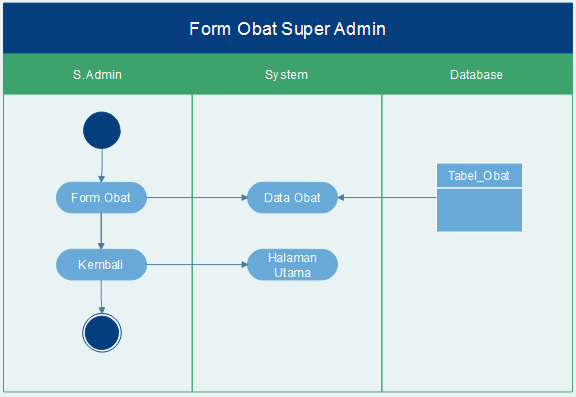 Form Obat Super Admin
S.Admin
System
Database
Form Obat
Data Obat
Tabel_Obat
Kembali
Halaman
Utama